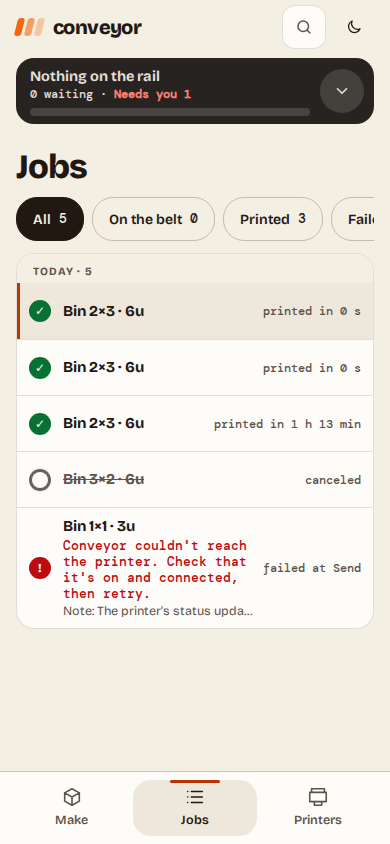 conveyor
Nothing on the rail
0 waiting · Needs you 1
Jobs
All 5
On the belt 0
Printed 3
Faile
TODAY · 5
Bin 2×3 · 6u
printed in 0 s
Bin 2×3 · 6u
printed in 0 s
Bin 2×3 · 6u
printed in 1 h 13 min
Bin 3×2 · 6u
canceled
Bin 1×1 · 3u
Conveyor couldn't reach
the printer. Check that
it's on and connected,
then retry.
Note: The printer's status upda...
failed at Send
Make
Jobs
Printers